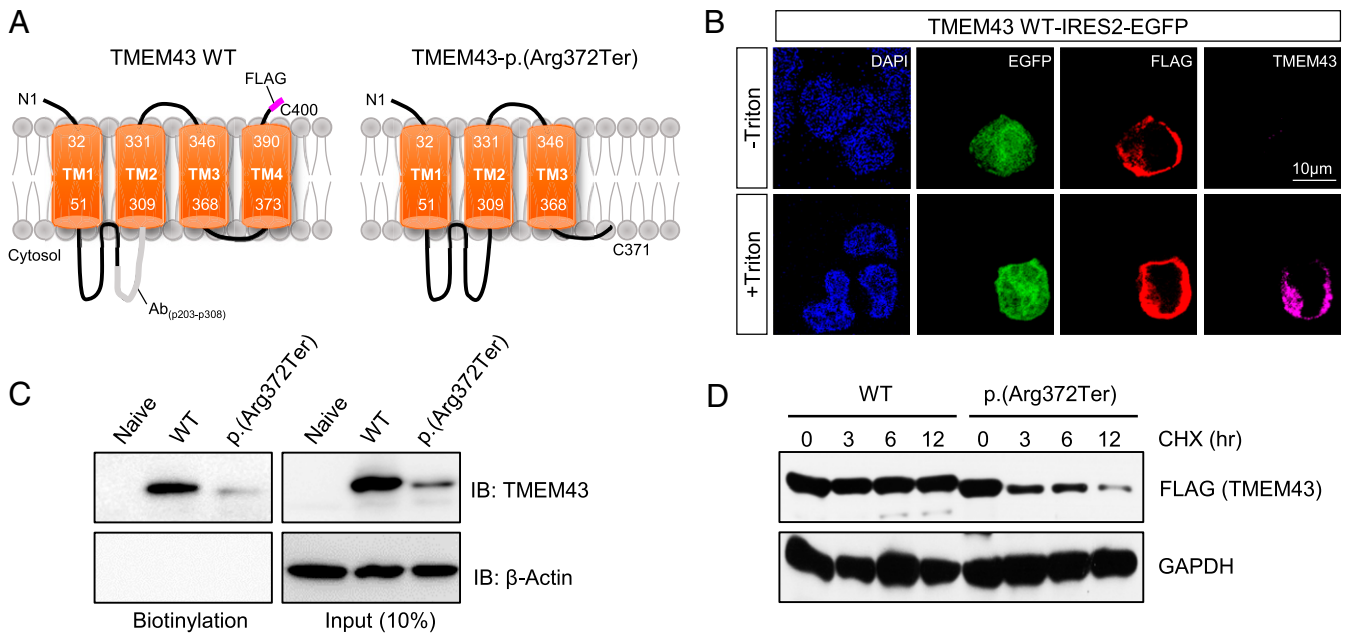 A
TMEM43 WT
TMEM43-p.(Arg372Ter)
FLAG
N1
C400
32
331
346
390
TM1
TM2
TM3
TM4
51
309
368
373
Cytosol
Ab(p203-p308)
N1
32
331
346
TM1
TM2
TM3
51
309
368
C371
B
TMEM43 WT-IRES2-EGFP
DAPI
EGFP
FLAG
TMEM43
-Triton
10μm
+Triton
C
Naive
WT
p.(Arg372Ter)
Naive
WT
p.(Arg372Ter)
IB: TMEM43
IB: β-Actin
Biotinylation
Input (10%)
D
WT
p.(Arg372Ter)
0 3 6 12 0 3 6 12 CHX (hr)
FLAG (TMEM43)
GAPDH